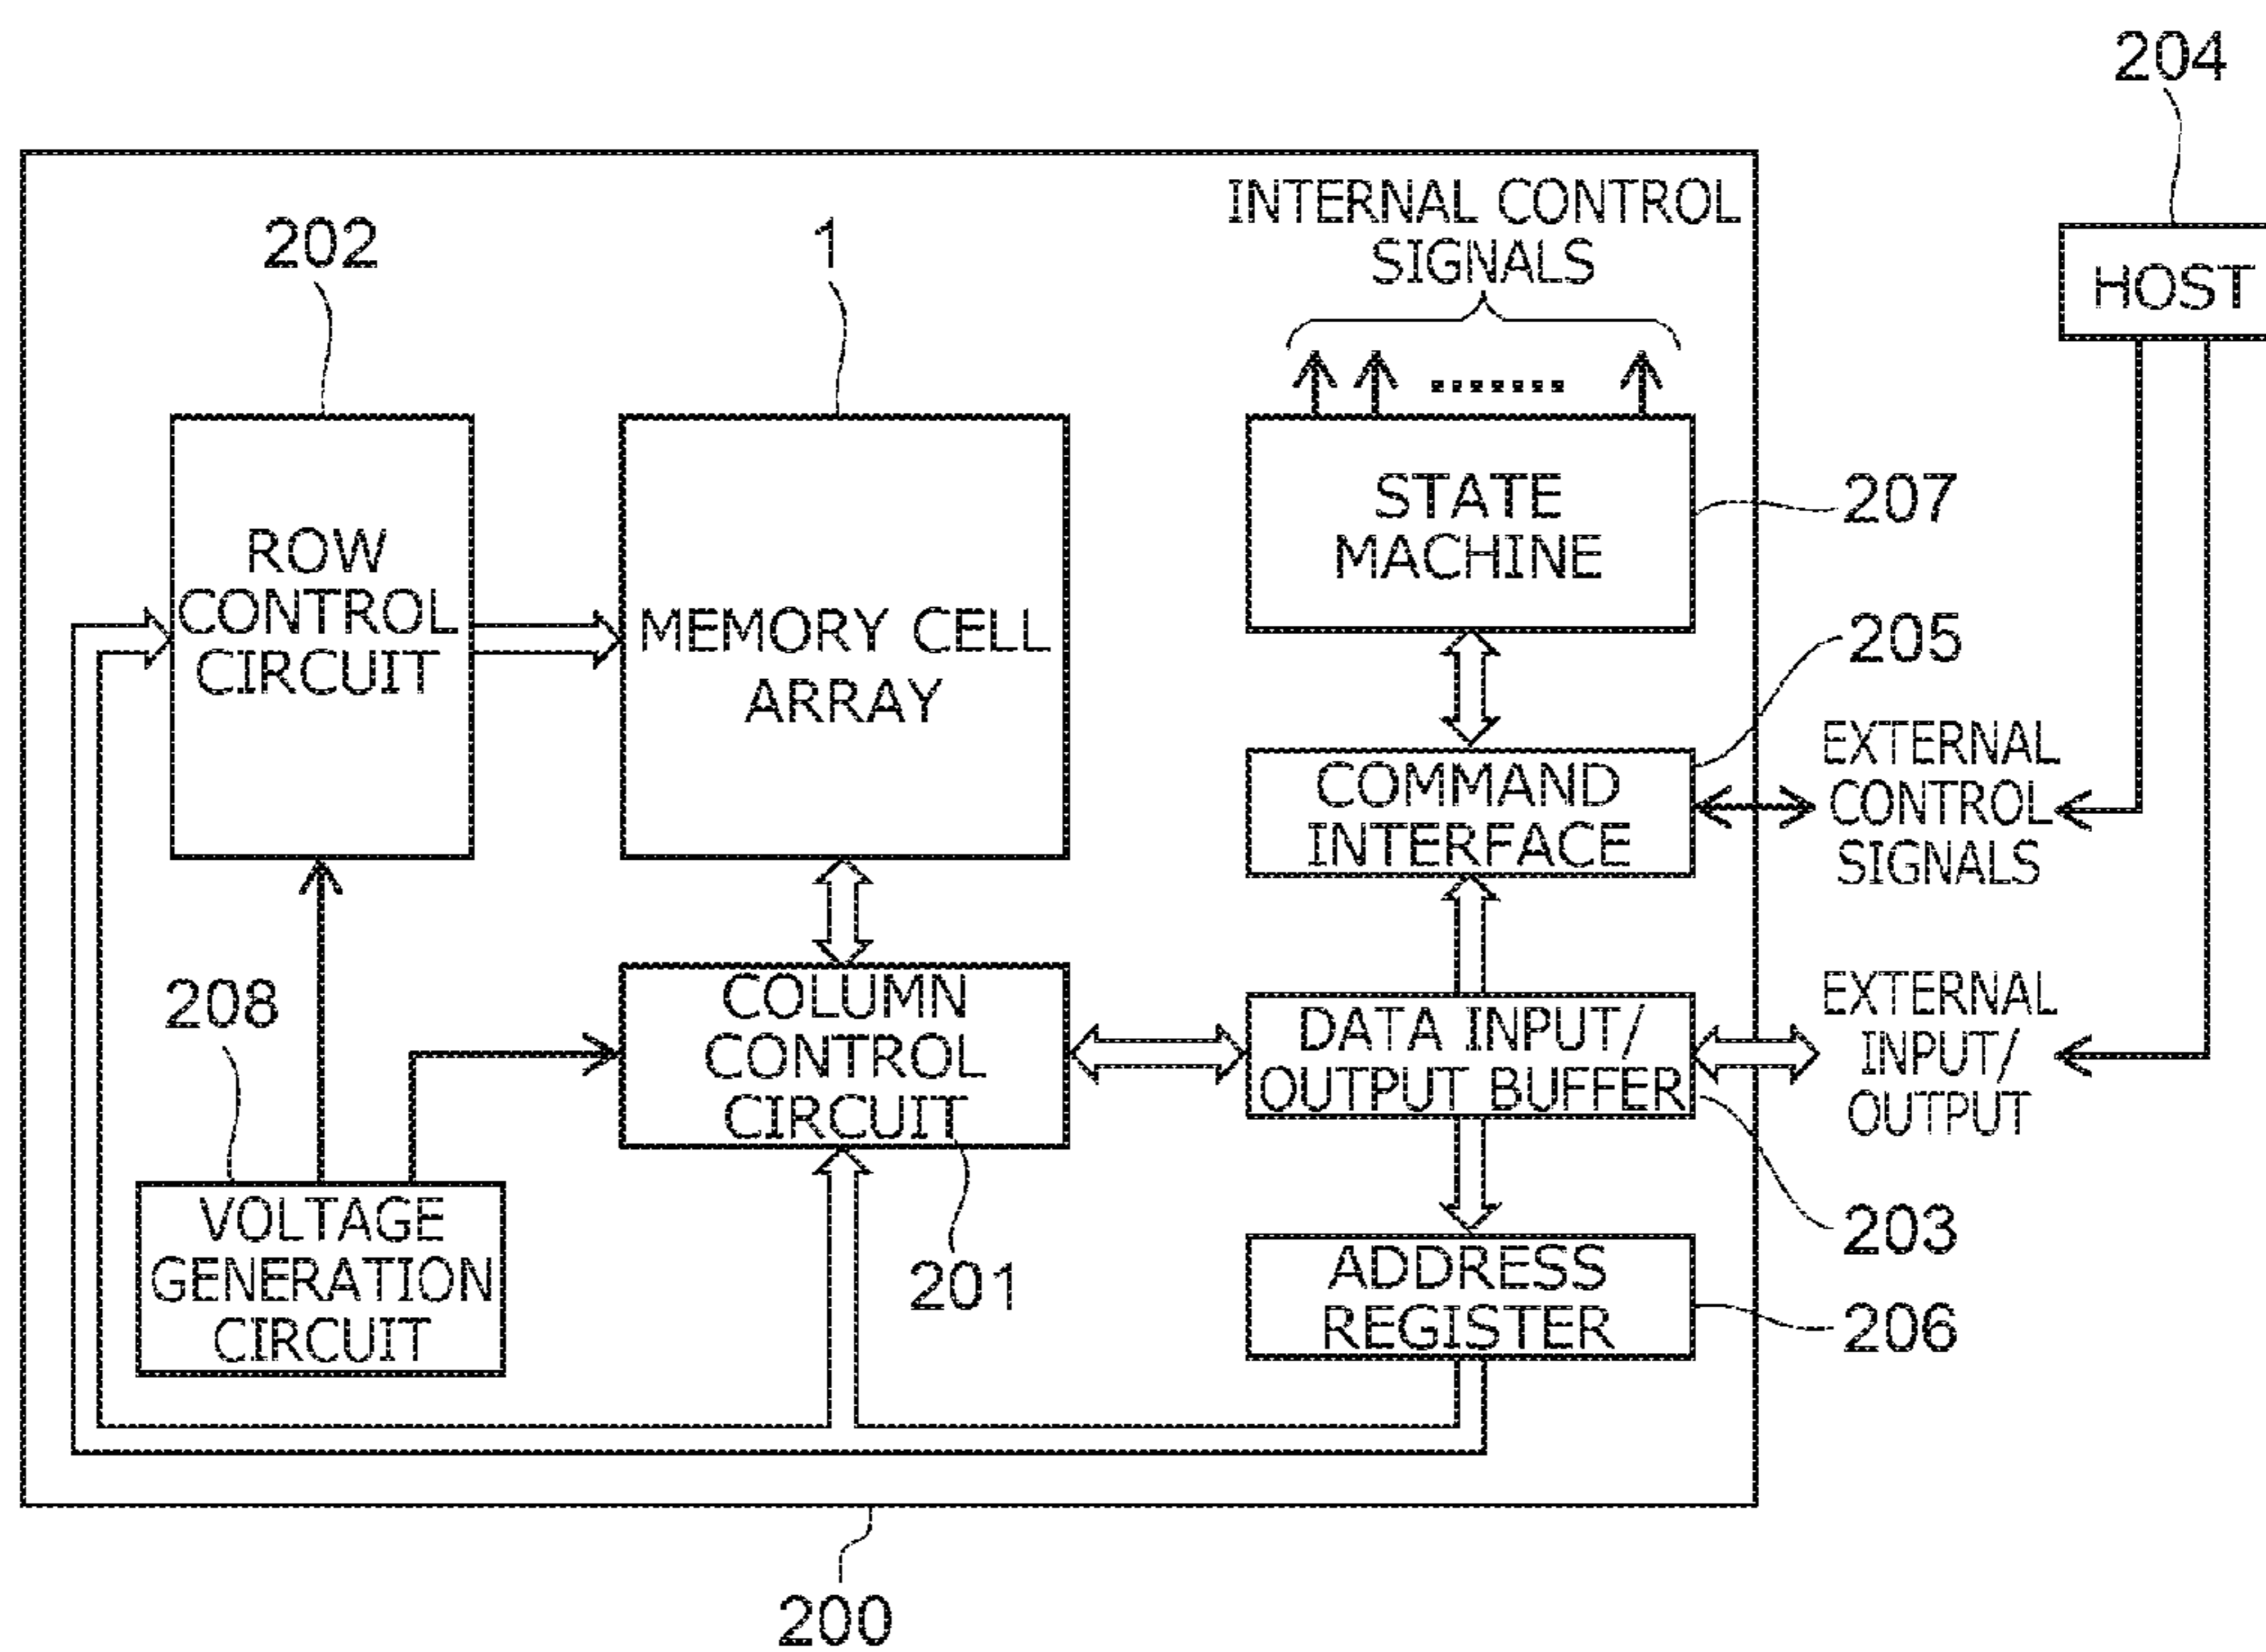 204
INTERNAL CONTROL
SIGNALS
202
1
HOST
STATE
MACHINE
207
ROW
CONTROL
CIRCUIT
MEMORY CELL
ARRAY
205
COMMAND
INTERFACE
EXTERNAL
CONTROL
SIGNALS
208
COLUMN
CONTROL
CIRCUIT
DATA INPUT/
OUTPUT BUFFER
EXTERNAL
INPUT/
OUTPUT
VOLTAGE
GENERATION
CIRCUIT
201
203
ADDRESS
REGISTER
206
200